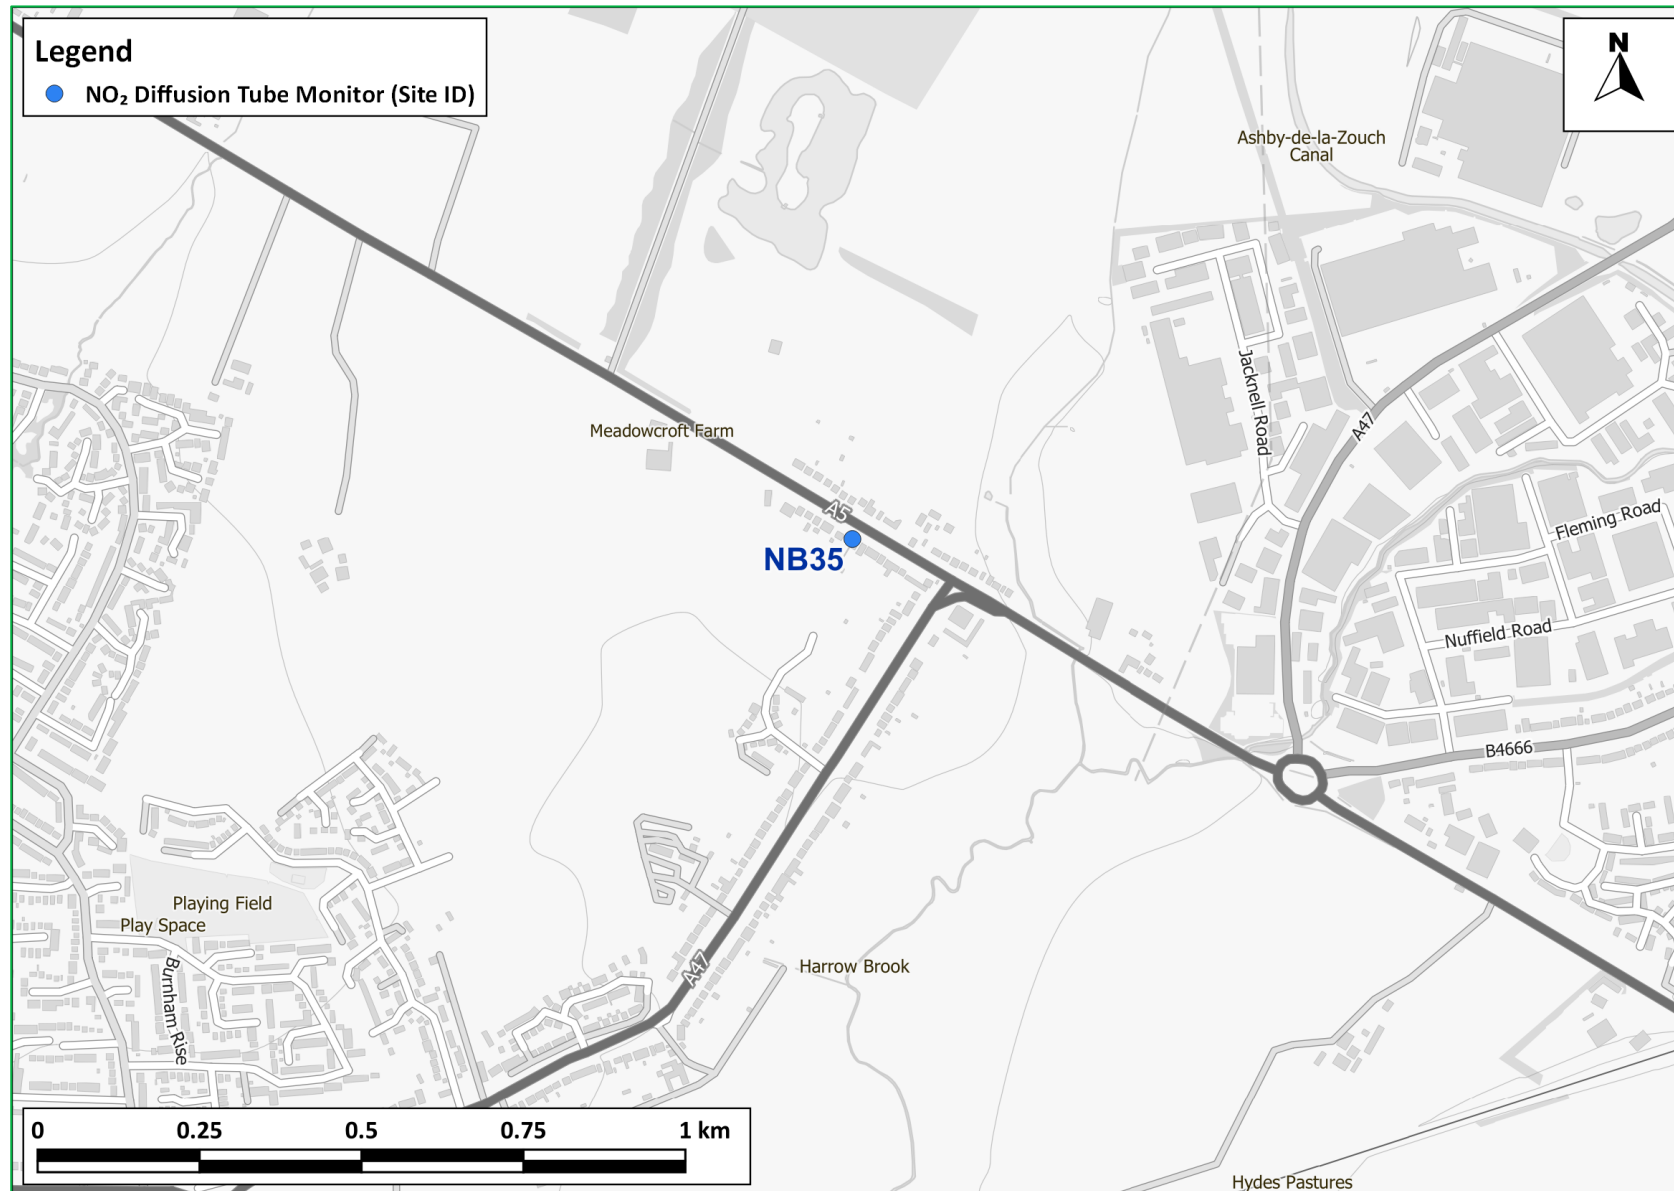 Legend
NO₂ Diffusion Tube Monitor (Site ID)
N
Ashby-de-la-Zouch
Canal
Jacknell Road
A47
Meadowcroft Farm
A5
NB35
Fleming Road
Nuffield Road
B4666
Playing Field
Play Space
Burnham Rise
A47
Harrow Brook
0 0.25 0.5 0.75 1 km
Hydes Pastures